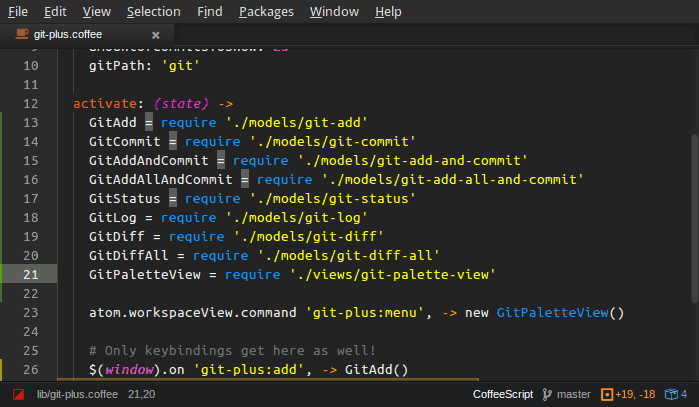 File Edit View Selection Find Packages Window Help
git-plus.coffee ×
9
10 gitPath: 'git'
11
12 activate: (state) ->
13 GitAdd = require './models/git-add'
14 GitCommit = require './models/git-commit'
15 GitAddAndCommit = require './models/git-add-and-commit'
16 GitAddAllAndCommit = require './models/git-add-all-and-commit'
17 GitStatus = require './models/git-status'
18 GitLog = require './models/git-log'
19 GitDiff = require './models/git-diff'
20 GitDiffAll = require './models/git-diff-all'
21 GitPaletteView = require './views/git-palette-view'
22
23 atom.workspaceView.command 'git-plus:menu', -> new GitPaletteView()
24
25 # Only keybindings get here as well!
26 $(window).on 'git-plus:add', -> GitAdd()
lib/git-plus.coffee 21,20 CoffeeScript master +19, -18 4